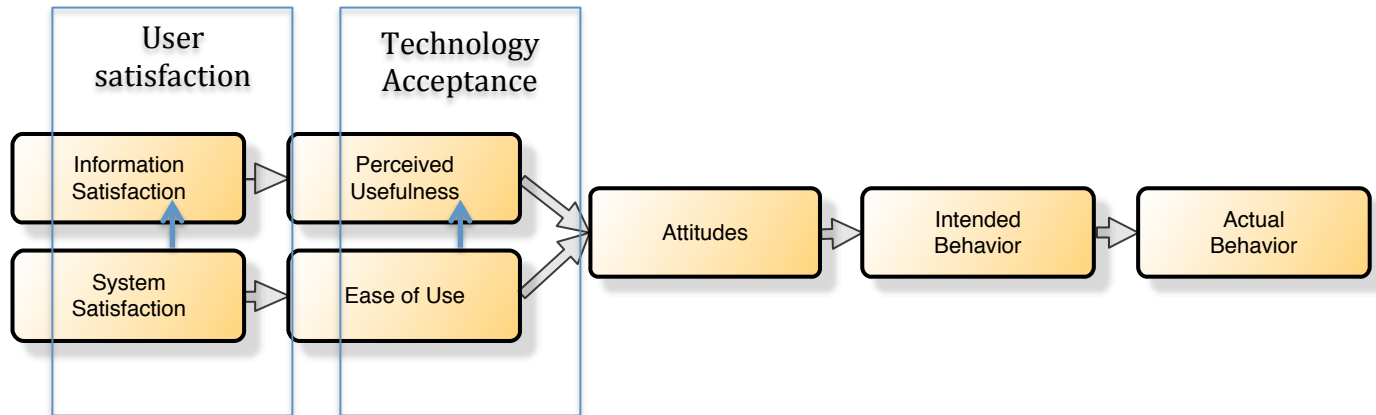 User
satisfaction
Technology
Acceptance
Information
Satisfaction
Perceived
Usefulness
Attitudes
Intended
Behavior
Actual
Behavior
System
Satisfaction
Ease of Use